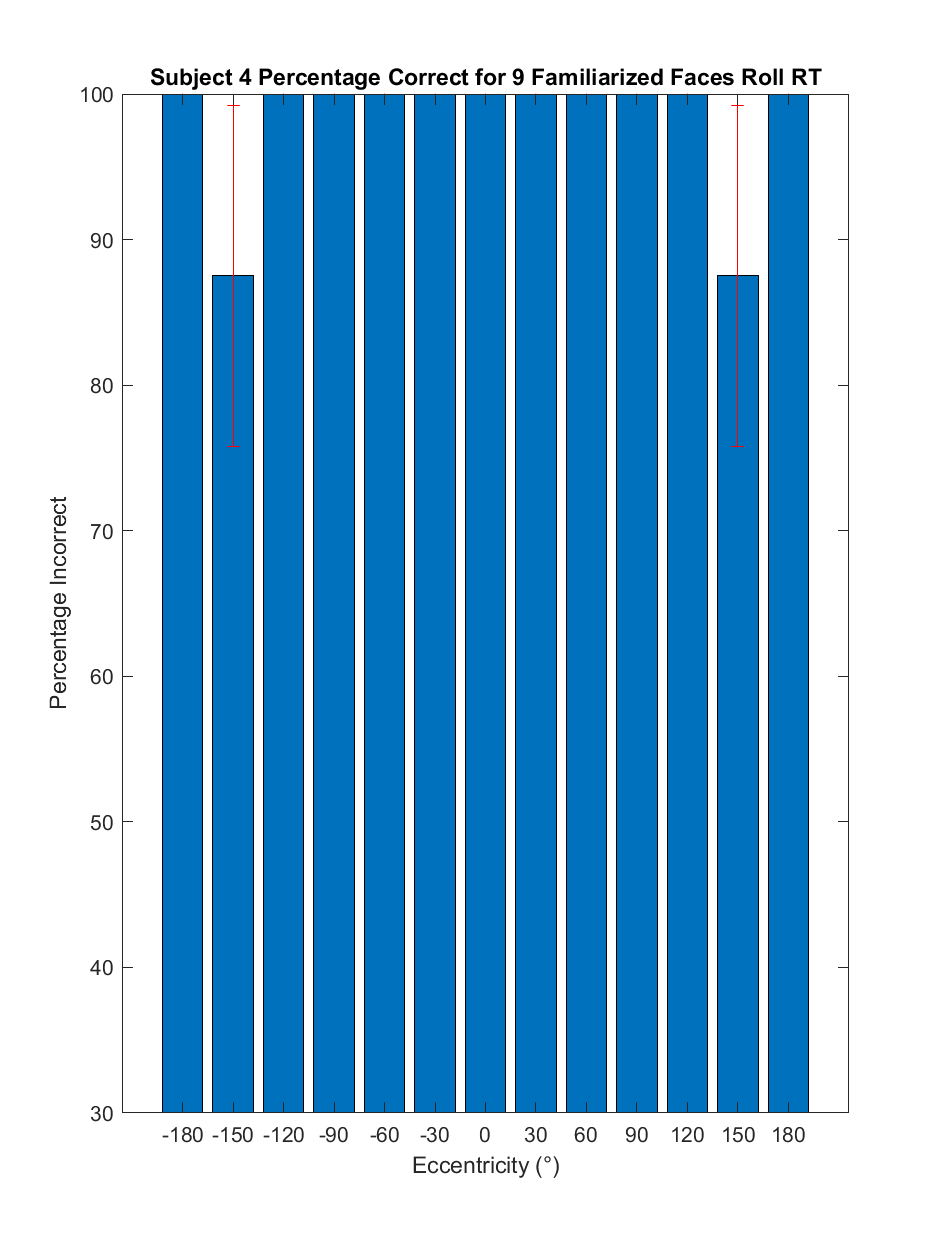 Subject 4 Percentage Correct for 9 Familiarized Faces Roll RT
100
90
80
70
60
50
40
30
Percentage Incorrect
-180 -150 -120 -90 -60 -30 0 30 60 90 120 150 180
Eccentricity (°)